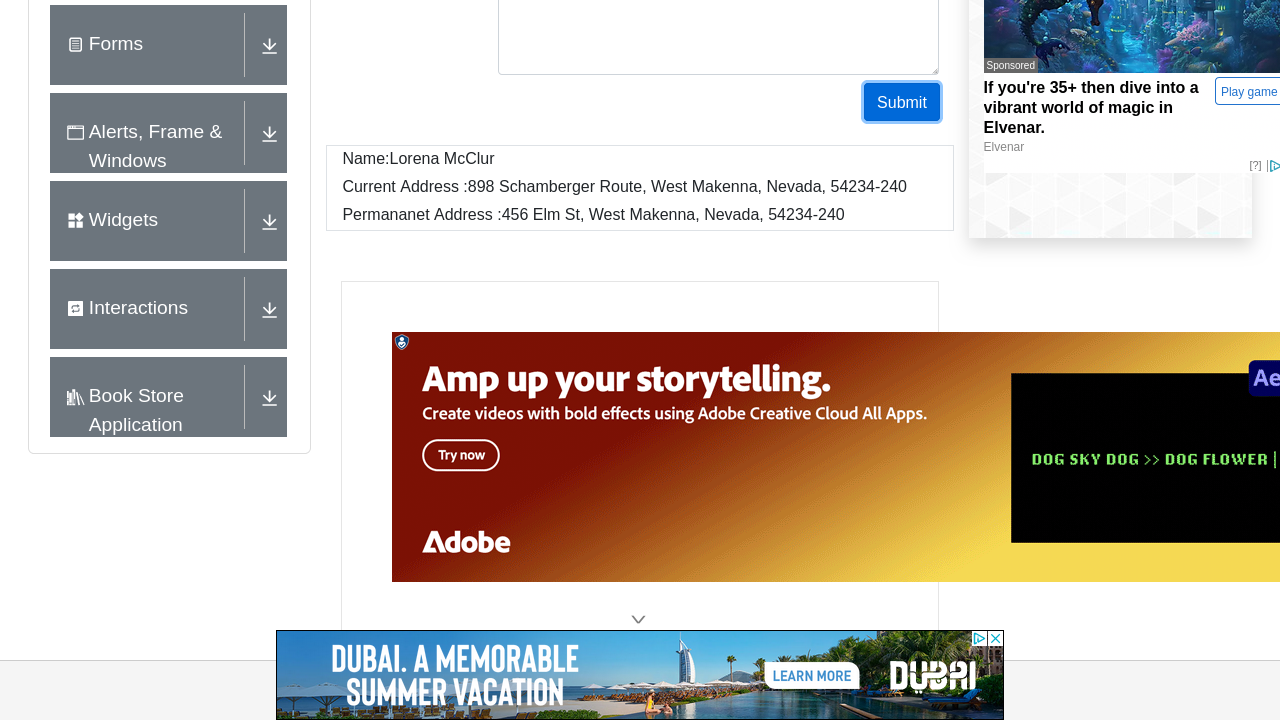 Forms
Alerts, Frame &
Windows
Widgets
Interactions
Book Store
Application
Submit
Name:Lorena McClur
Current Address :898 Schamberger Route, West Makenna, Nevada, 54234-240
Permananet Address :456 Elm St, West Makenna, Nevada, 54234-240
Sponsored
If you're 35+ then dive into a
vibrant world of magic in
Elvenar.
Play game
Elvenar
[?]
Amp up your storytelling.
Create videos with bold effects using Adobe Creative Cloud All Apps.
Try now
Adobe
Ae
DOG SKY DOG >> DOG FLOWER |
DUBAI. A MEMORABLE
SUMMER VACATION
LEARN MORE
DUBAI